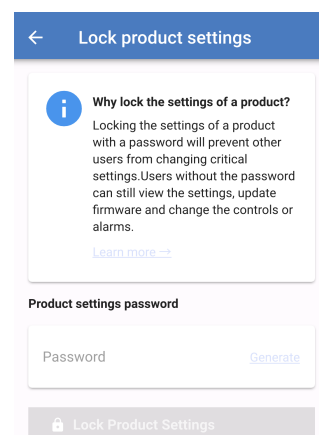 ← Lock product settings
Why lock the settings of a product?
Locking the settings of a product
with a password will prevent other
users from changing critical
settings.Users without the password
can still view the settings, update
firmware and change the controls or
alarms.
Learn more →
Product settings password
Password Generate
Lock Product Settings